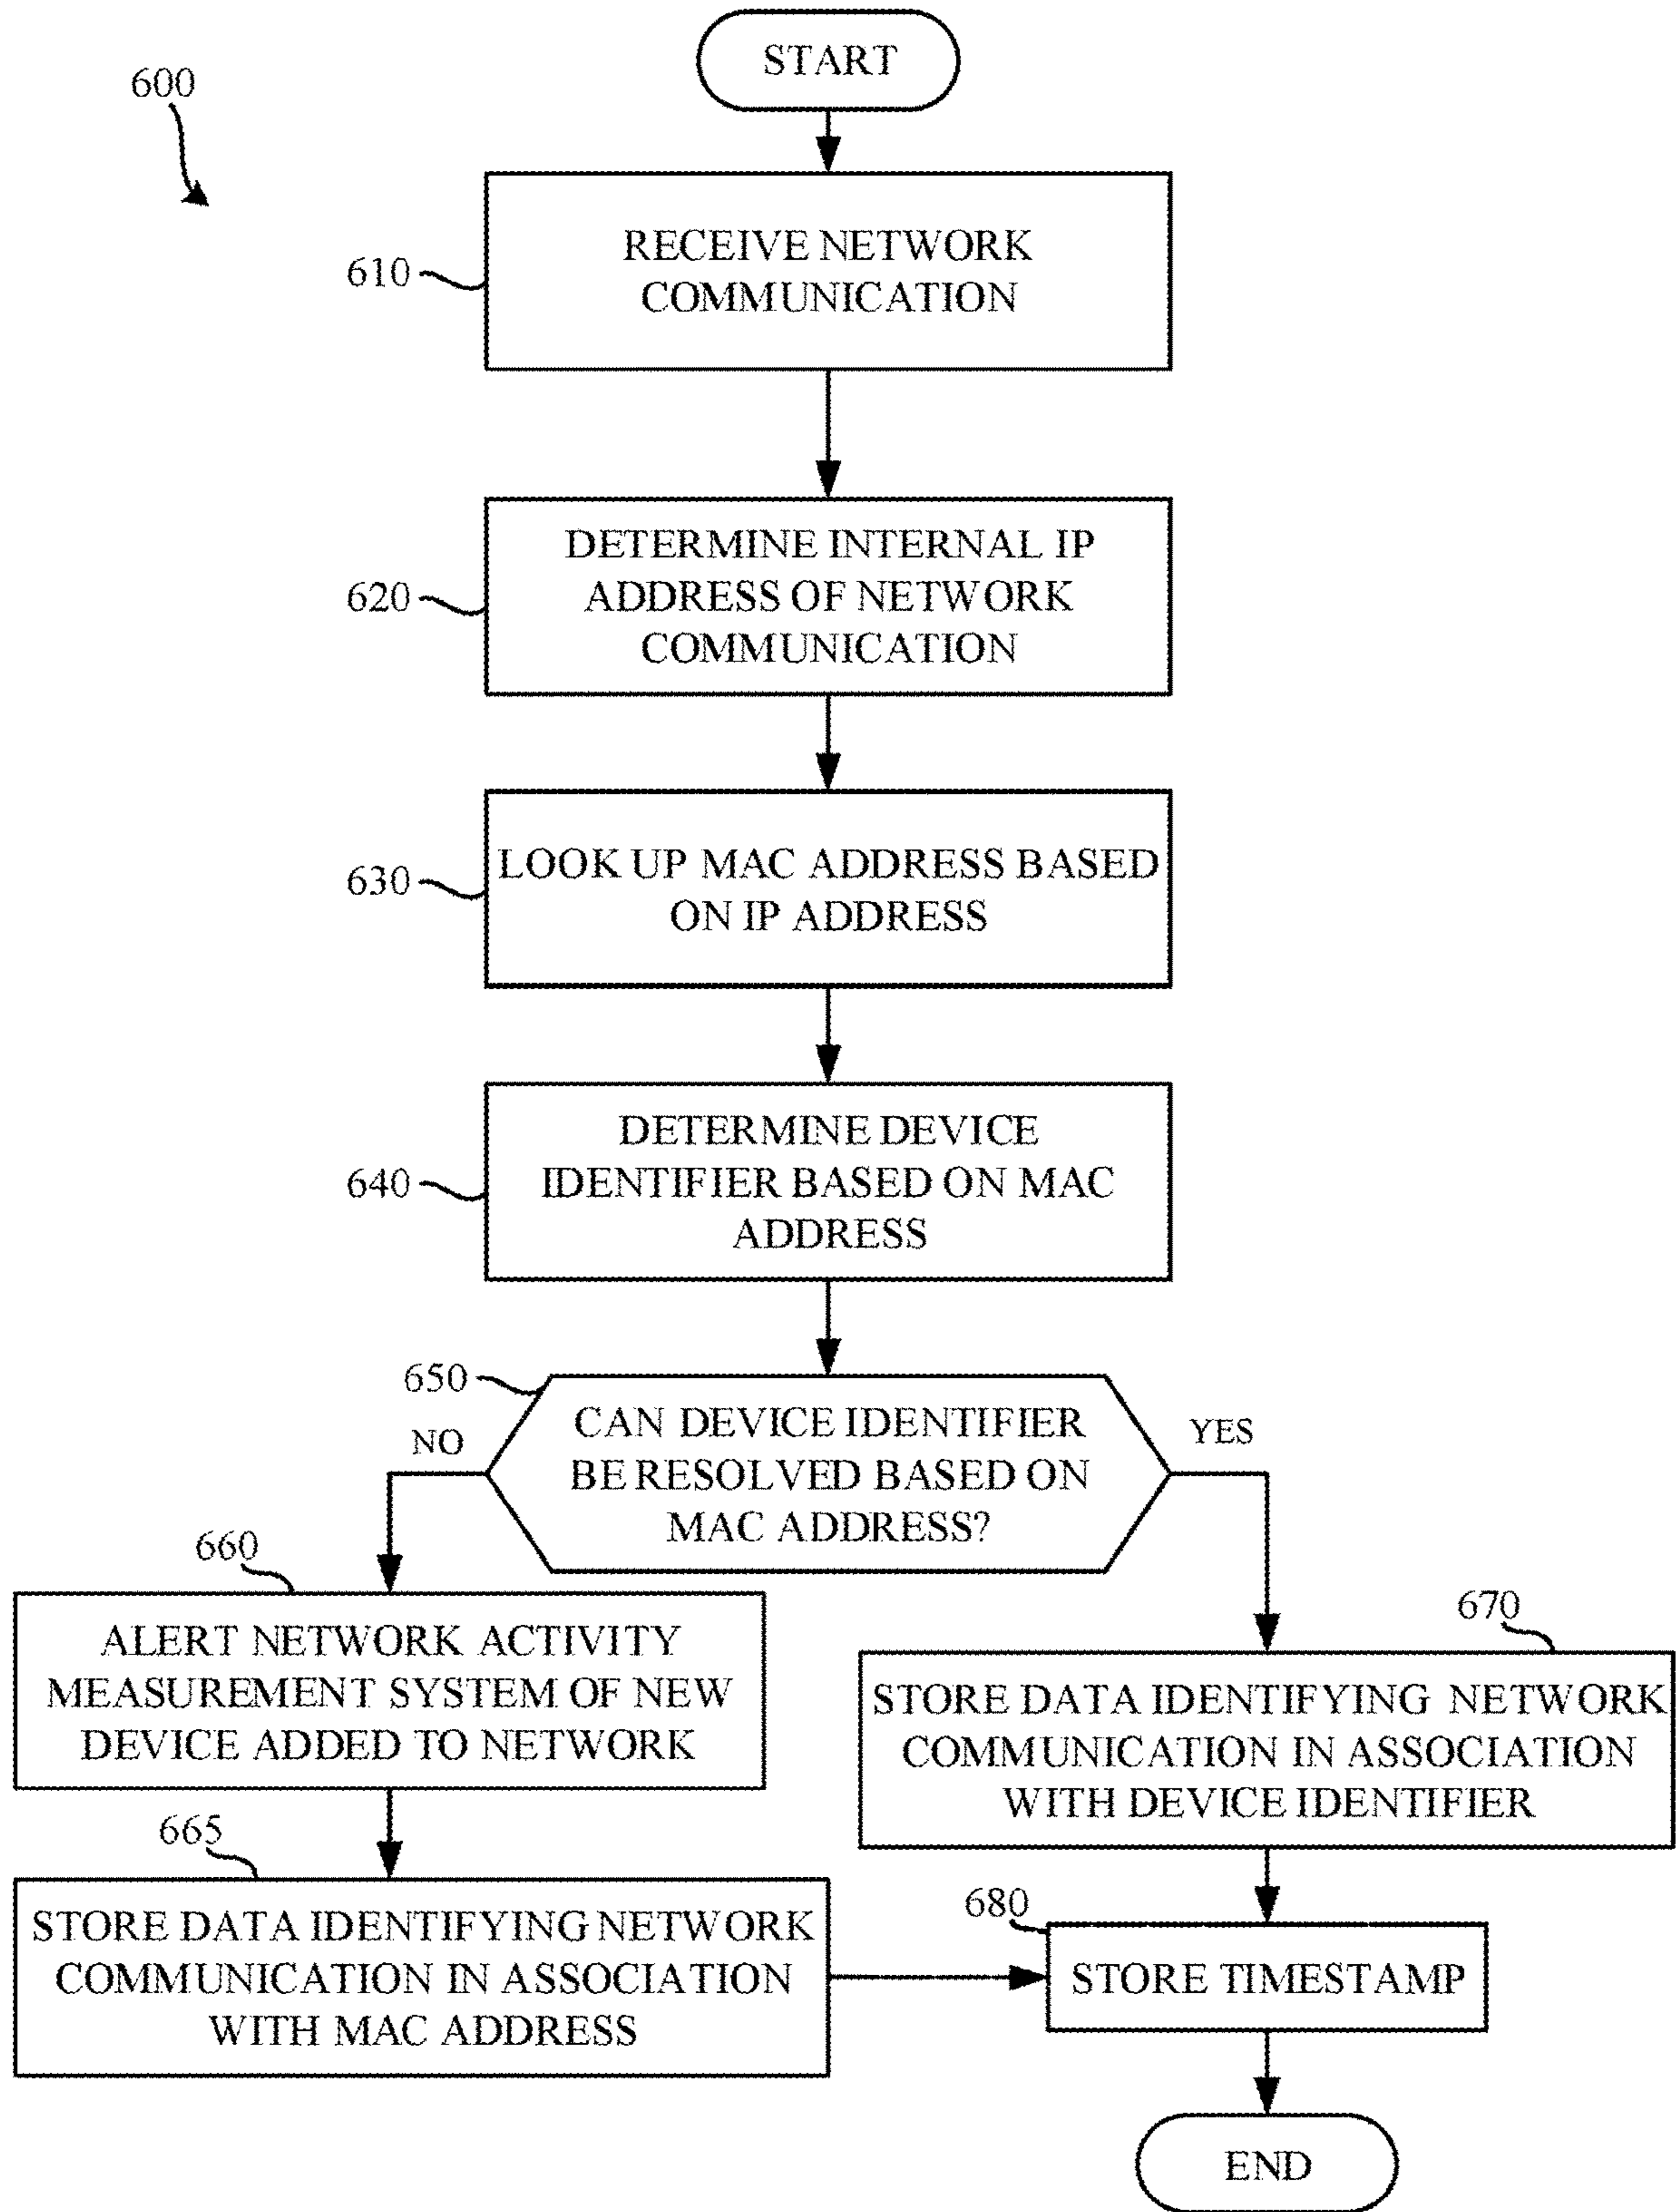 START
600
RECEIVE NETWORK
COMMUNICATION
610
DETERMINE INTERNAL IP
ADDRESS OF NETWORK
COMMUNICATION
620
LOOK UP MAC ADDRESS BASED
ON IP ADDRESS
630
DETERMINE DEVICE
IDENTIFIER BASED ON MAC
ADDRESS
640
650
CAN DEVICE IDENTIFIER
BE RESOLVED BASED ON
MAC ADDRESS?
NO
YES
660
ALERT NETWORK ACTIVITY
MEASUREMENT SYSTEM OF NEW
DEVICE ADDED TO NETWORK
670
STORE DATA IDENTIFYING NETWORK
COMMUNICATION IN ASSOCIATION
WITH DEVICE IDENTIFIER
665
STORE DATA IDENTIFYING NETWORK
COMMUNICATION IN ASSOCIATION
WITH MAC ADDRESS
680
STORE TIMESTAMP
END